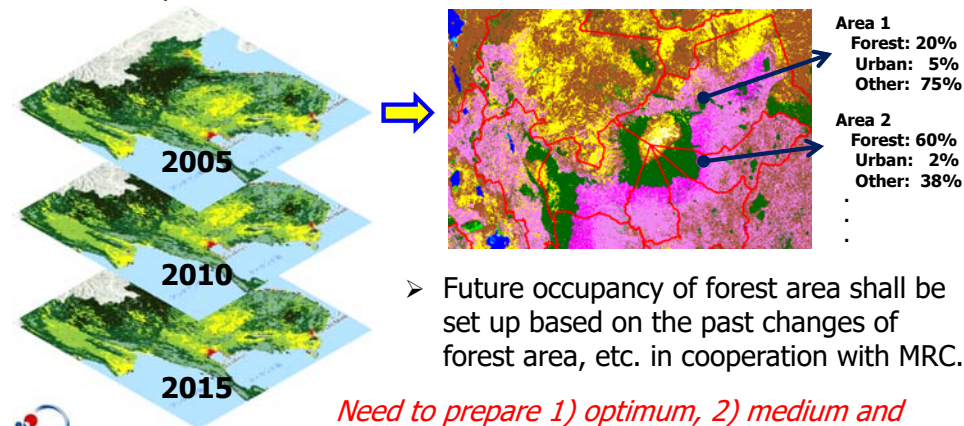 2005
2010
2015
Area 1
Forest: 20%
Urban: 5%
Other: 75%
Area 2
Forest: 60%
Urban: 2%
Other: 38%
.
.
.
➢ Future occupancy of forest area shall be
set up based on the past changes of
forest area, etc. in cooperation with MRC.
Need to prepare 1) optimum, 2) medium and